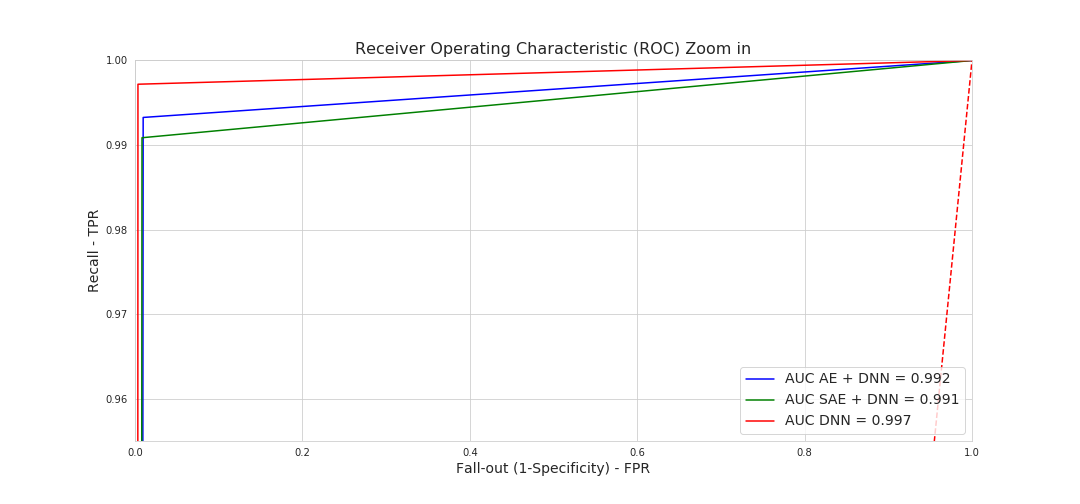 Receiver Operating Characteristic (ROC) Zoom in
1.00
0.99
0.98
0.97
0.96
Recall - TPR
AUC AE + DNN = 0.992
AUC SAE + DNN = 0.991
AUC DNN = 0.997
0.0 0.2 0.4 0.6 0.8 1.0
Fall-out (1-Specificity) - FPR